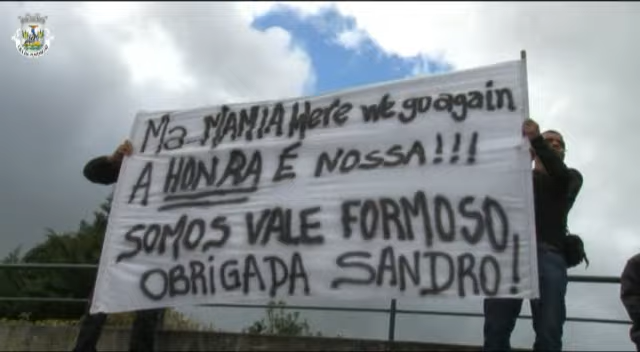 Ma MAMIA Here we go again
A HONRA É NOSSA!!!
SOMOS VALE FORMOSO,
OBRiGADA SANDRO!